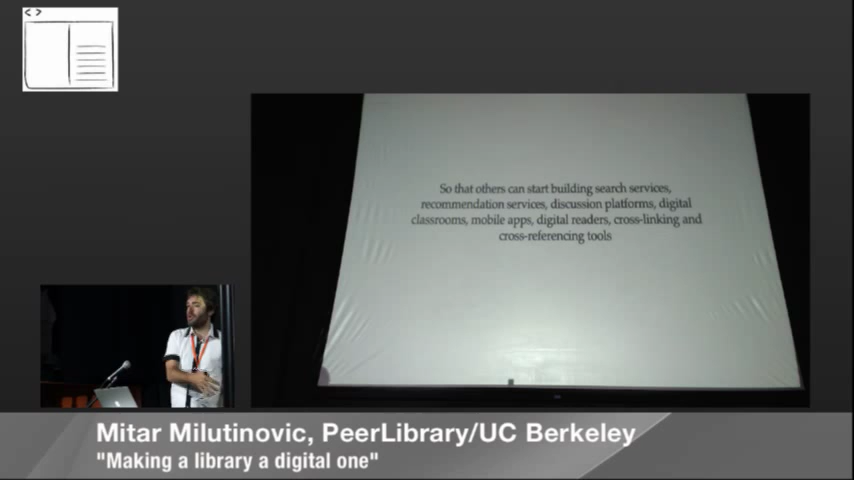 < >
So that others can start building search services,
recommendation services, discussion platforms, digital
classrooms, mobile apps, digital readers, cross-linking and
cross-referencing tools
Mitar Milutinovic, PeerLibrary/UC Berkeley
"Making a library a digital one"